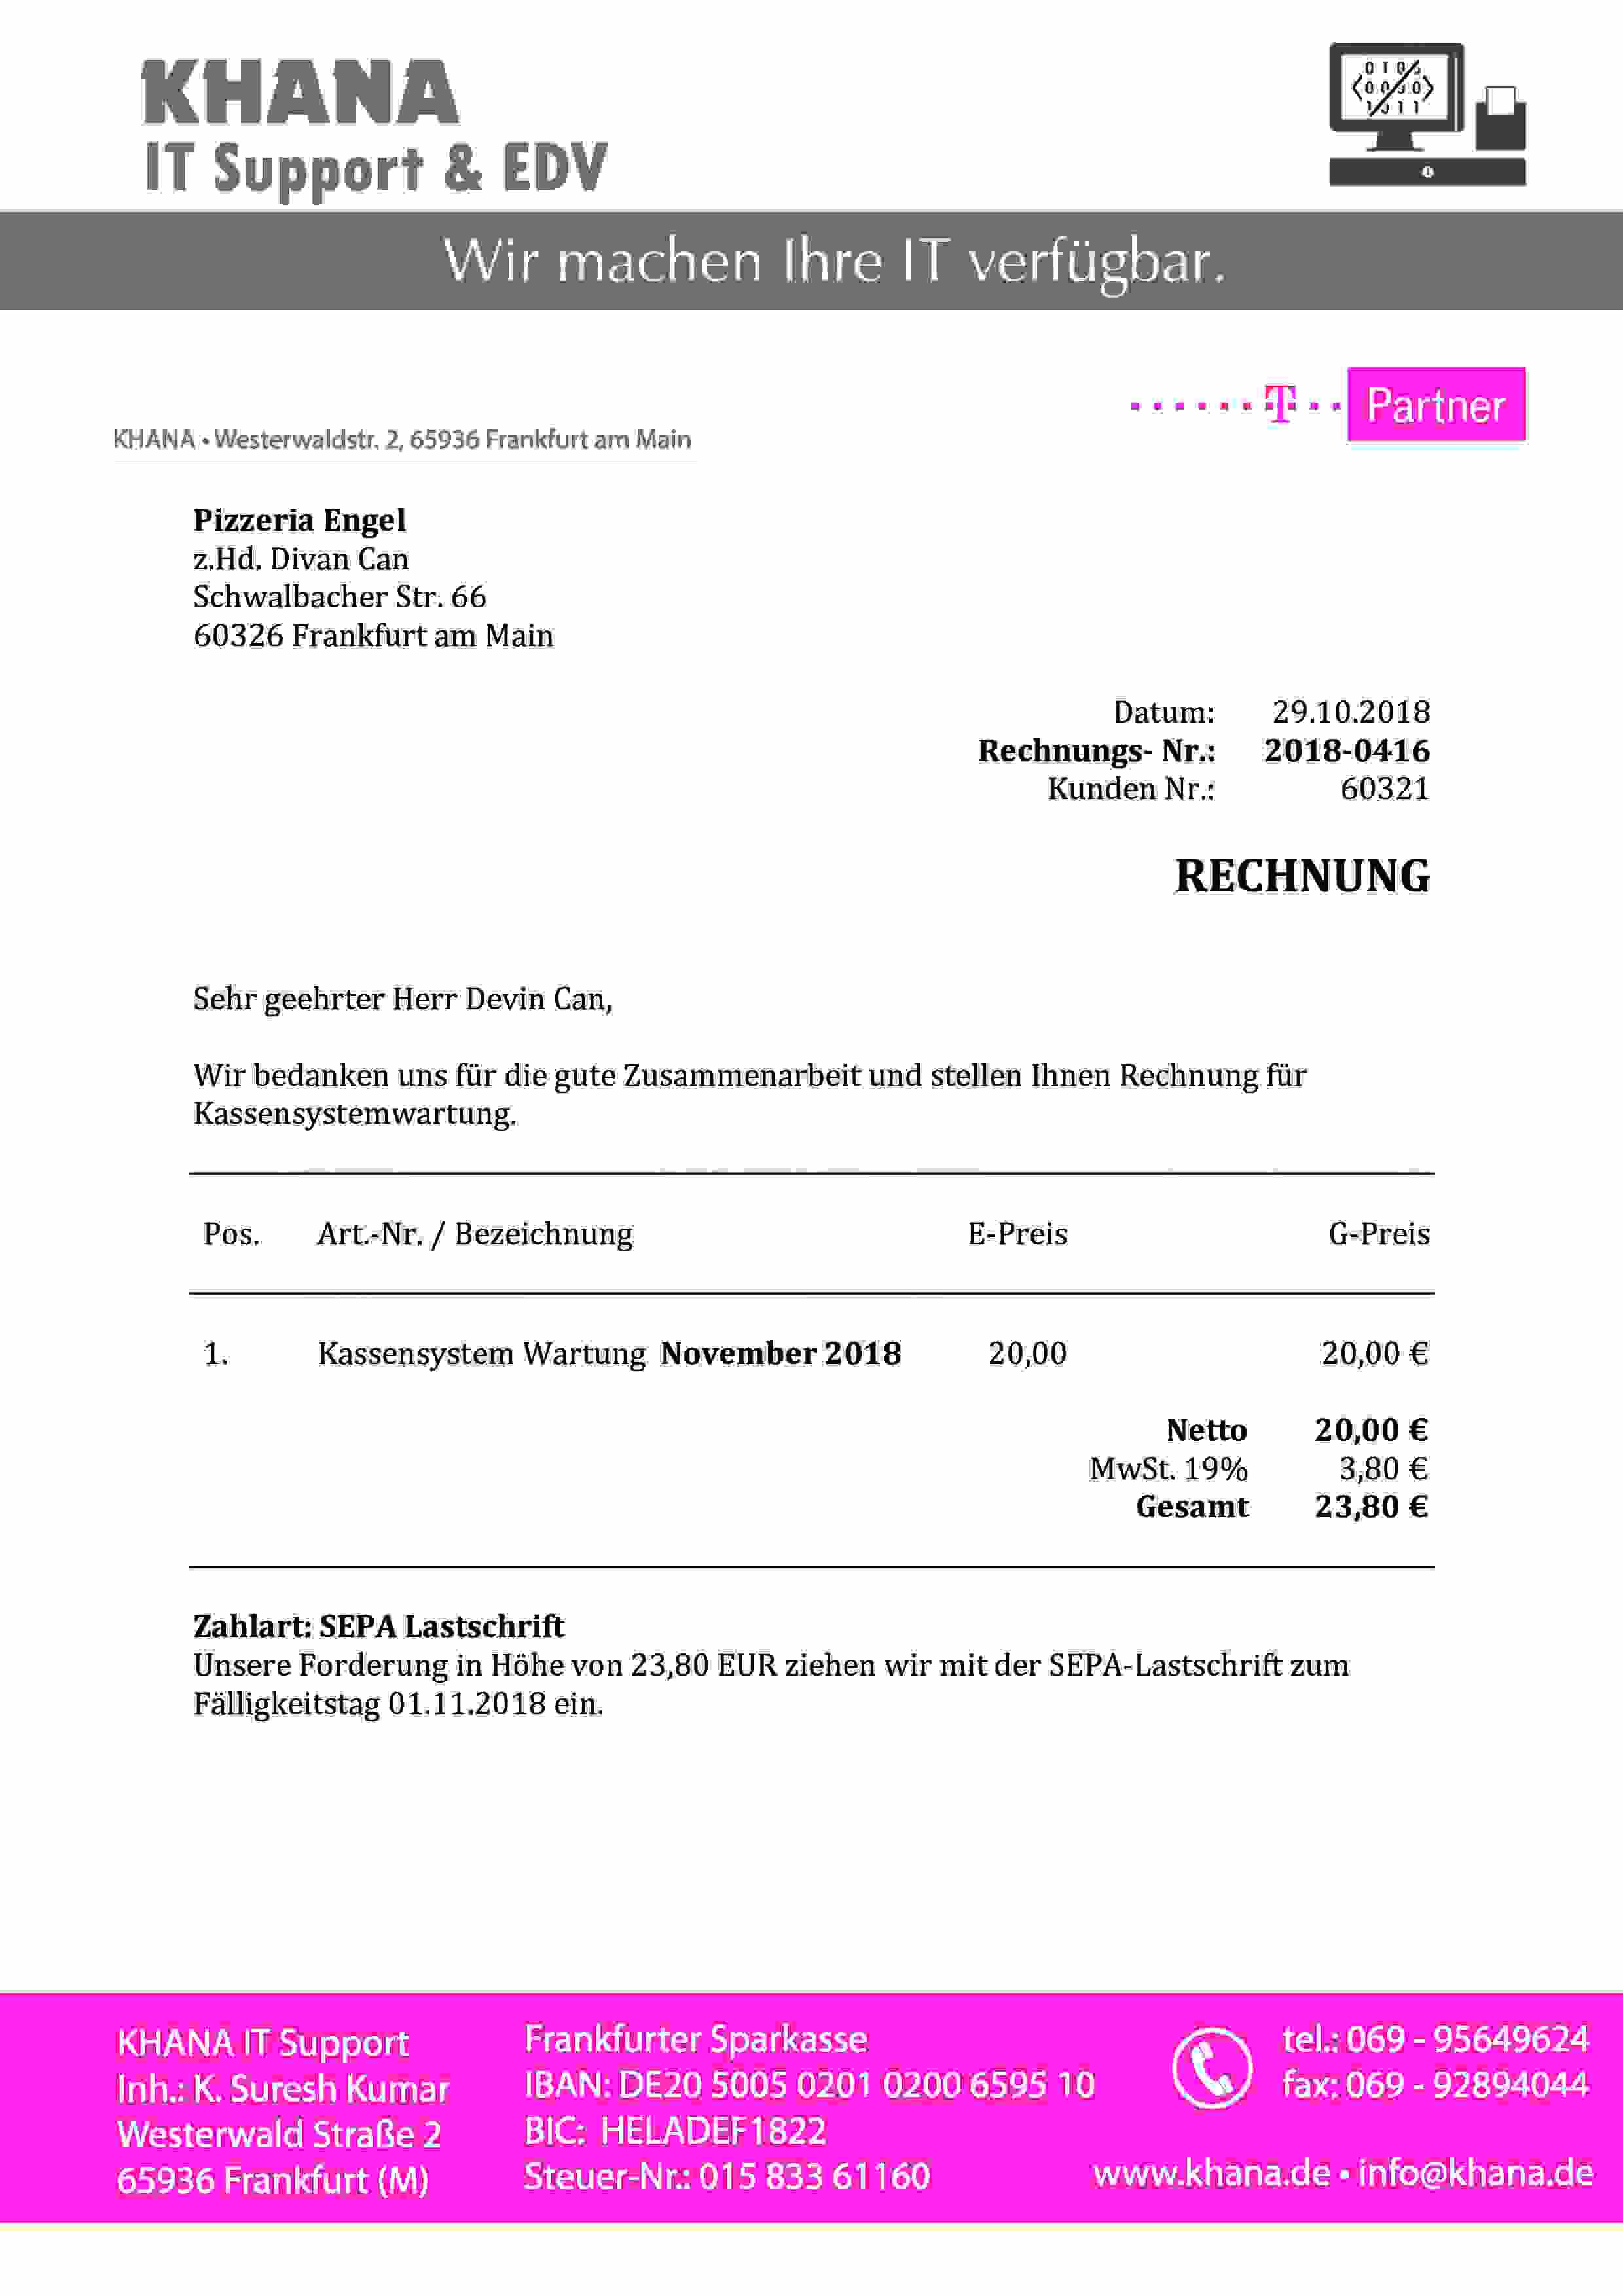 KHANA
IT Support & EDV
Wir machen Ihre IT verfügbar.
T Partner
KHANA • Westerwaldstr. 2, 65936 Frankfurt am Main
Pizzeria Engel
z.Hd. Divan Can
Schwalbacher Str. 66
60326 Frankfurt am Main
Datum: 29.10.2018
Rechnungs- Nr.: 2018-0416
Kunden Nr.: 60321
RECHNUNG
Sehr geehrter Herr Devin Can,
Wir bedanken uns für die gute Zusammenarbeit und stellen Ihnen Rechnung für
Kassensystemwartung.
Pos. Art.-Nr. / Bezeichnung E-Preis G-Preis
1. Kassensystem Wartung November 2018 20,00 20,00 €
Netto 20,00 €
MwSt. 19% 3,80 €
Gesamt 23,80 €
Zahlart: SEPA Lastschrift
Unsere Forderung in Höhe von 23,80 EUR ziehen wir mit der SEPA-Lastschrift zum
Fälligkeitstag 01.11.2018 ein.
KHANA IT Support
Inh.: K. Suresh Kumar
Westerwald Straße 2
65936 Frankfurt (M)
Frankfurter Sparkasse
IBAN: DE20 5005 0201 0200 6595 10
BIC: HELADEF1822
Steuer-Nr.: 015 833 61160
tel.: 069 - 95649624
fax: 069 - 92894044
www.khana.de • info@khana.de